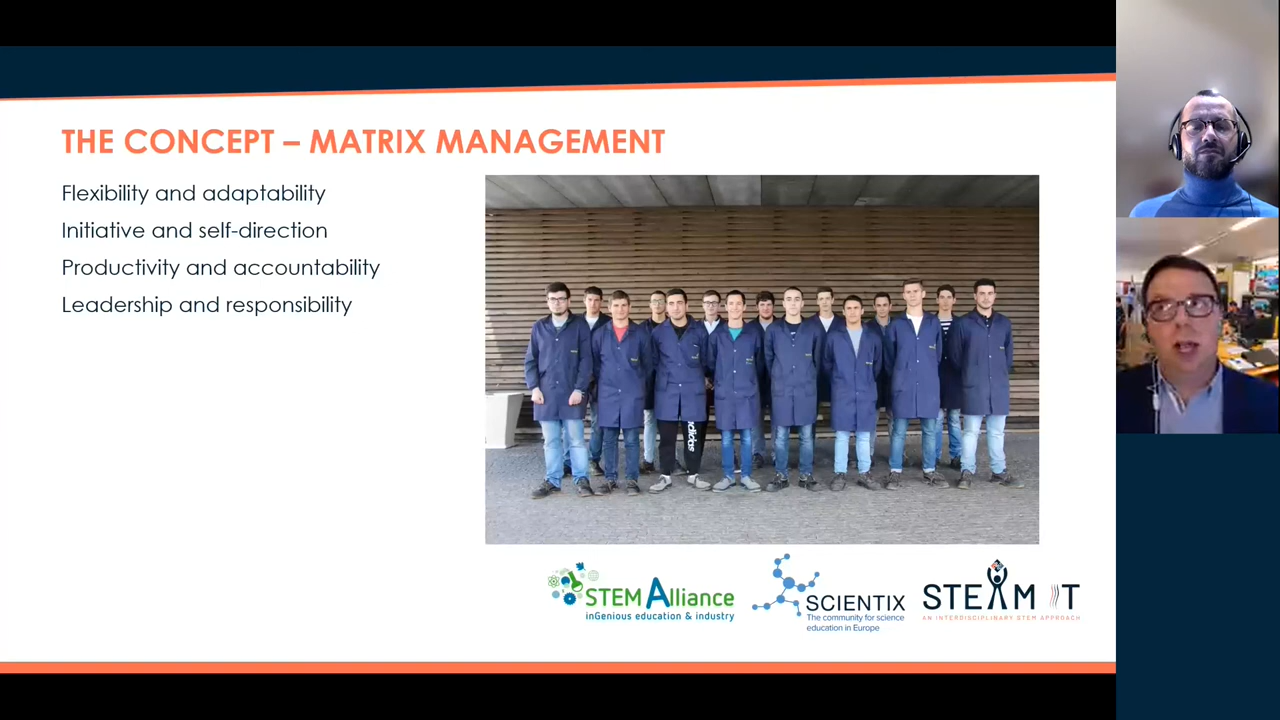 THE CONCEPT – MATRIX MANAGEMENT
Flexibility and adaptability
Initiative and self-direction
Productivity and accountability
Leadership and responsibility
adidas
STEM Alliance
inGenious education & industry
SCIENTIX
The community for science
education in Europe
STEAM IT
AN INTERDISCIPLINARY STEM APPROACH